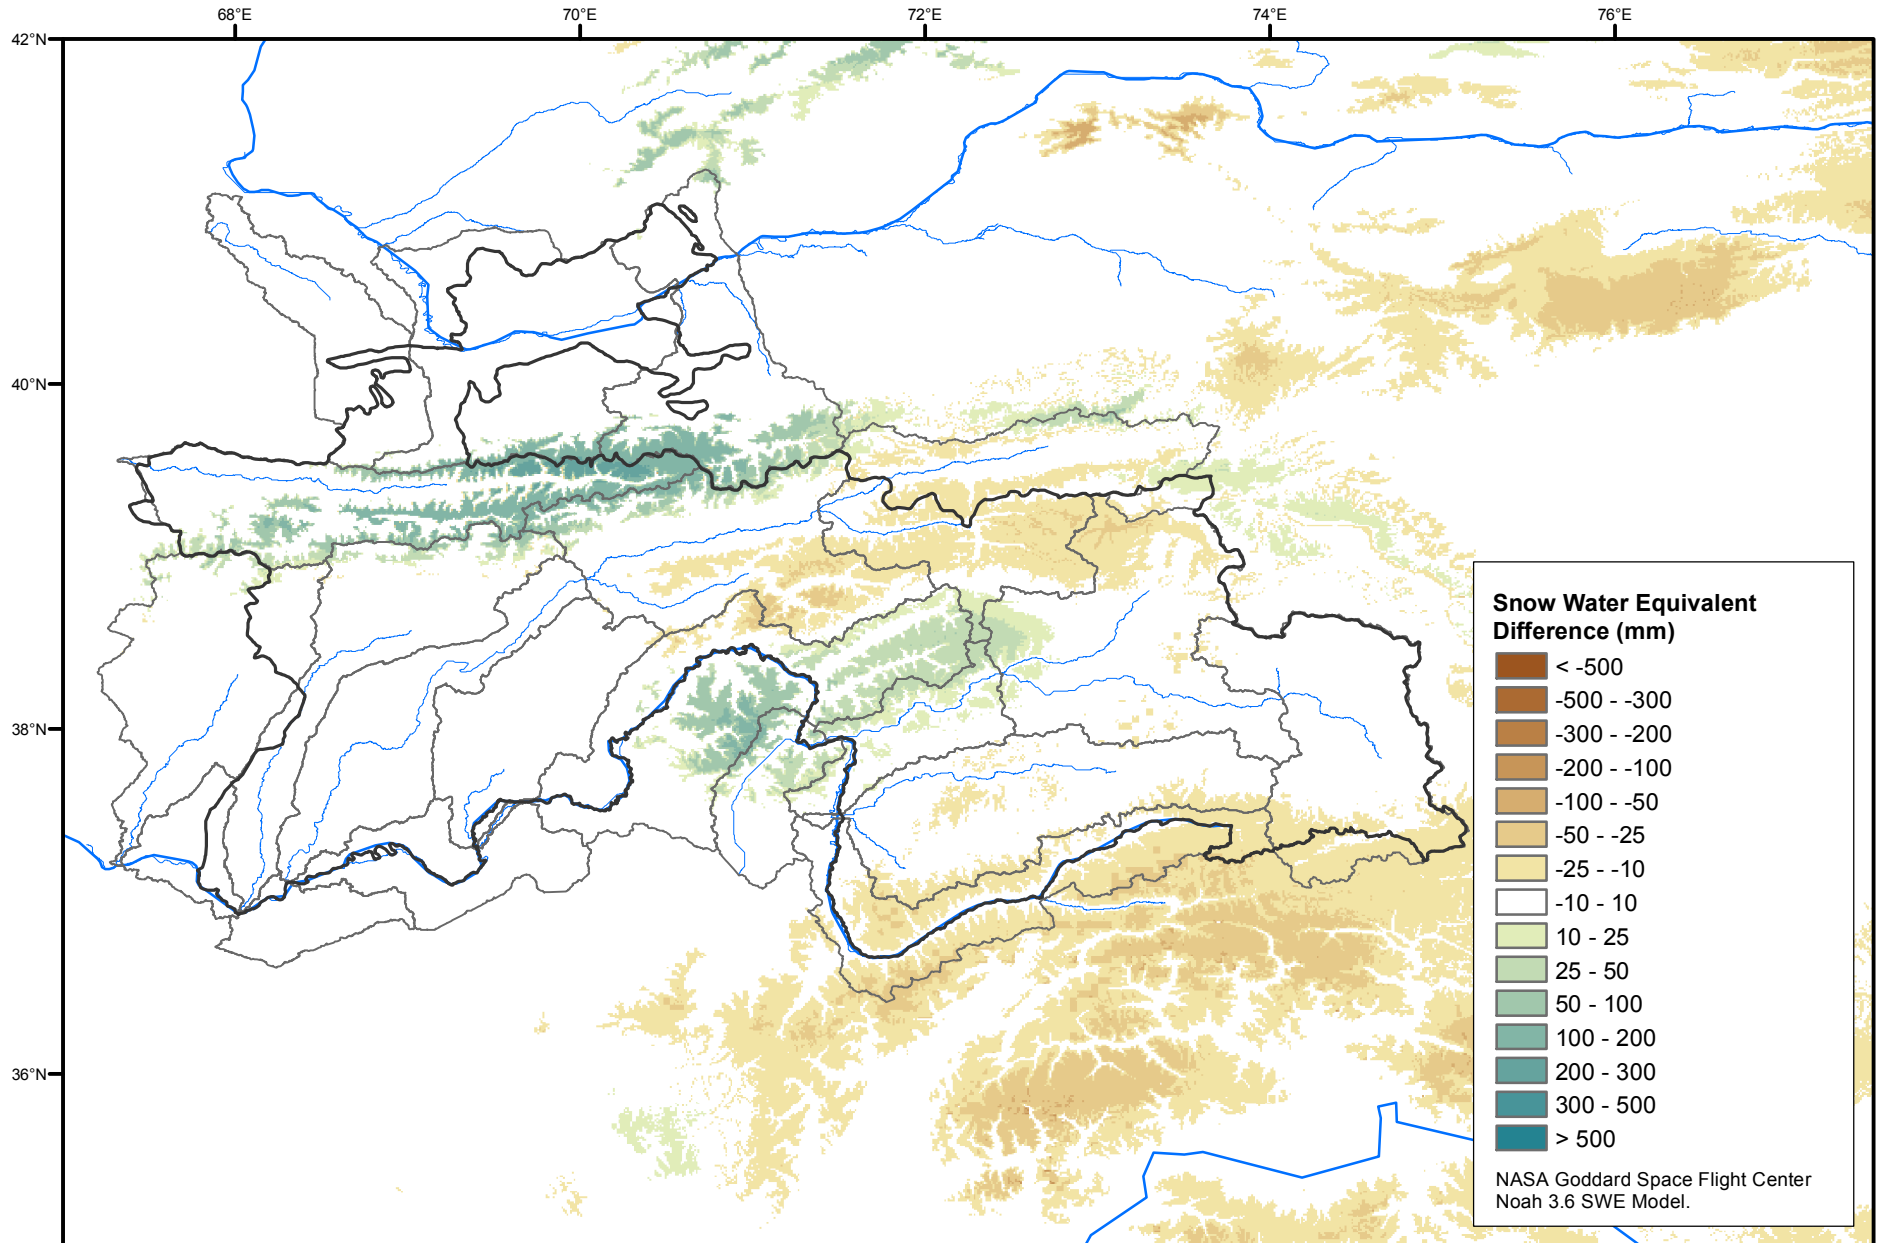 68°E
70°E
72°E
74°E
76°E
42°N
40°N
38°N
36°N
Snow Water Equivalent
Difference (mm)
< -500
-500 - -300
-300 - -200
-200 - -100
-100 - -50
-50 - -25
-25 - -10
-10 - 10
10 - 25
25 - 50
50 - 100
100 - 200
200 - 300
300 - 500
> 500
NASA Goddard Space Flight Center
Noah 3.6 SWE Model.